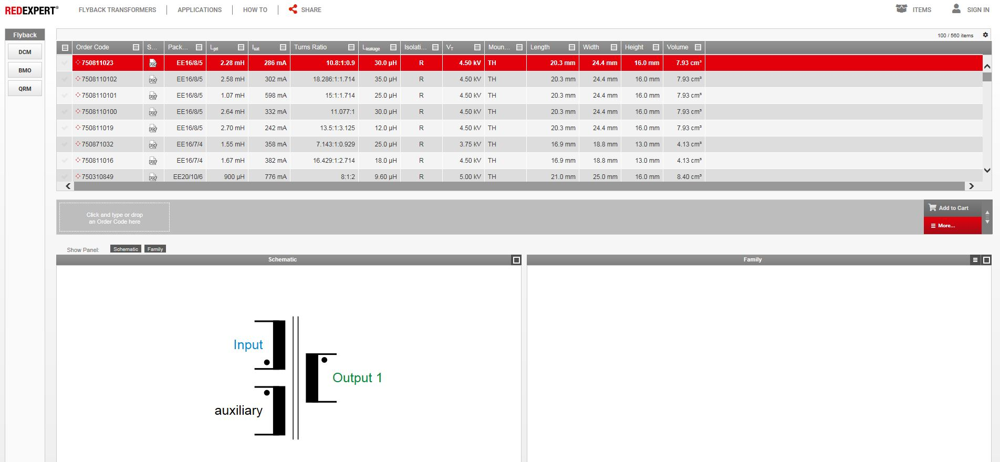 REDEXPERT® FLYBACK TRANSFORMERS APPLICATIONS HOW TO SHARE ITEMS SIGN IN
Flyback
DCM
BMO
QRM
100 / 560 items
Order Code S... Pack... Lpri Isat Turns Ratio Lleakage Isolati... VT Moun... Length Width Height Volume
750811023 PDF EE16/8/5 2.28 mH 286 mA 10.8:1:0.9 30.0 µH R 4.50 kV TH 20.3 mm 24.4 mm 16.0 mm 7.93 cm³
7508110102 PDF EE16/8/5 2.58 mH 302 mA 18.286:1:1.714 35.0 µH R 4.50 kV TH 20.3 mm 24.4 mm 16.0 mm 7.93 cm³
7508110101 PDF EE16/8/5 1.07 mH 598 mA 15:1:1.714 25.0 µH R 4.50 kV TH 20.3 mm 24.4 mm 16.0 mm 7.93 cm³
7508110100 PDF EE16/8/5 2.64 mH 332 mA 11.077:1 30.0 µH R 4.50 kV TH 20.3 mm 24.4 mm 16.0 mm 7.93 cm³
750811019 PDF EE16/8/5 2.70 mH 242 mA 13.5:1:3.125 12.0 µH R 4.50 kV TH 20.3 mm 24.4 mm 16.0 mm 7.93 cm³
750871032 PDF EE16/7/4 1.55 mH 358 mA 7.143:1:0.929 25.0 µH R 3.75 kV TH 16.9 mm 18.8 mm 13.0 mm 4.13 cm³
750811016 PDF EE16/7/4 1.67 mH 382 mA 16.429:1:2.714 18.0 µH R 4.50 kV TH 16.9 mm 18.8 mm 13.0 mm 4.13 cm³
750310849 PDF EE20/10/6 900 µH 776 mA 8:1:2 9.60 µH R 5.00 kV TH 21.0 mm 25.0 mm 16.0 mm 8.40 cm³
Click and type or drop
an Order Code here
Add to Cart
More...
Show Panel: Schematic Family
Schematic
Family
Input
Output 1
auxiliary